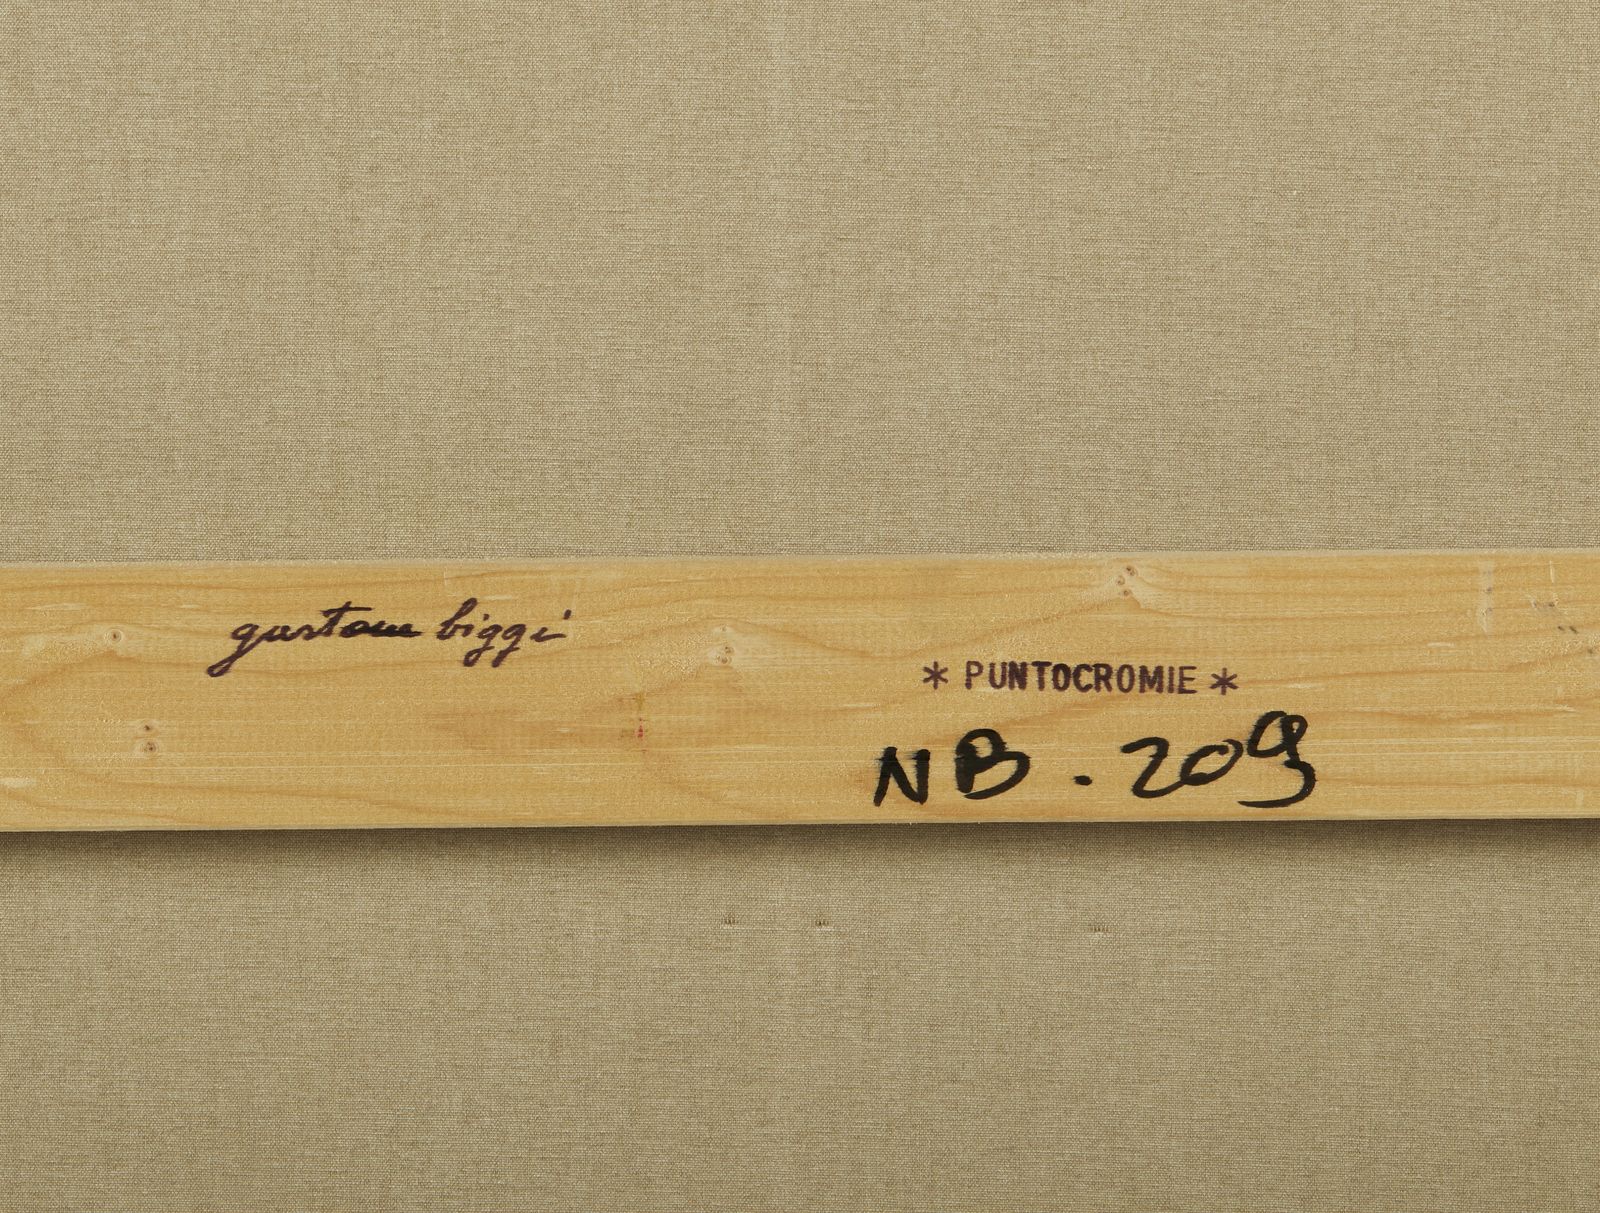 gastone biggi
* PUNTOCROMIE *
NB . 209